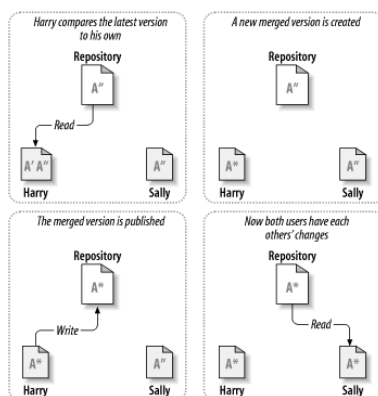 Harry compares the latest version
to his own
Repository
A"
Read
A' A"
A"
Harry
Sally
A new merged version is created
Repository
A"
A*
A"
Harry
Sally
The merged version is published
Repository
A*
Write
A*
A"
Harry
Sally
Now both users have each
others' changes
Repository
A*
Read
A*
A*
Harry
Sally